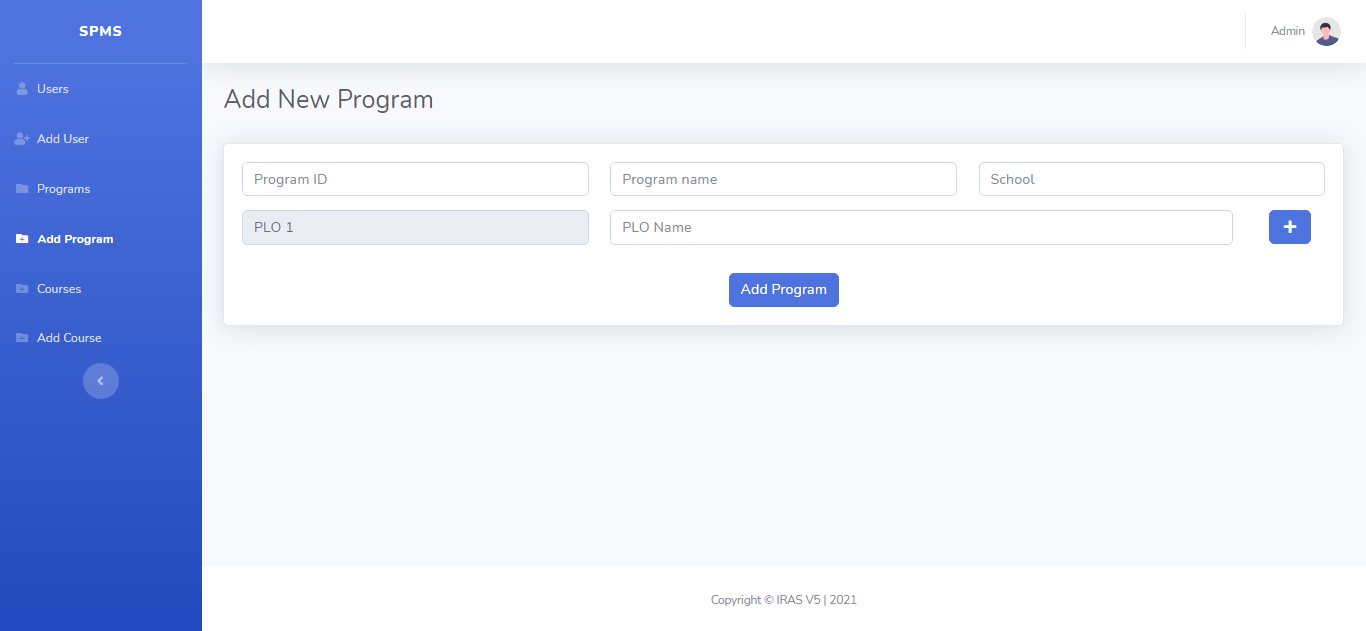 SPMS
Users
Add User
Programs
Add Program
Courses
Add Course
Admin
Add New Program
Program ID
Program name
School
PLO 1
PLO Name
Add Program
Copyright © IRAS V5 | 2021